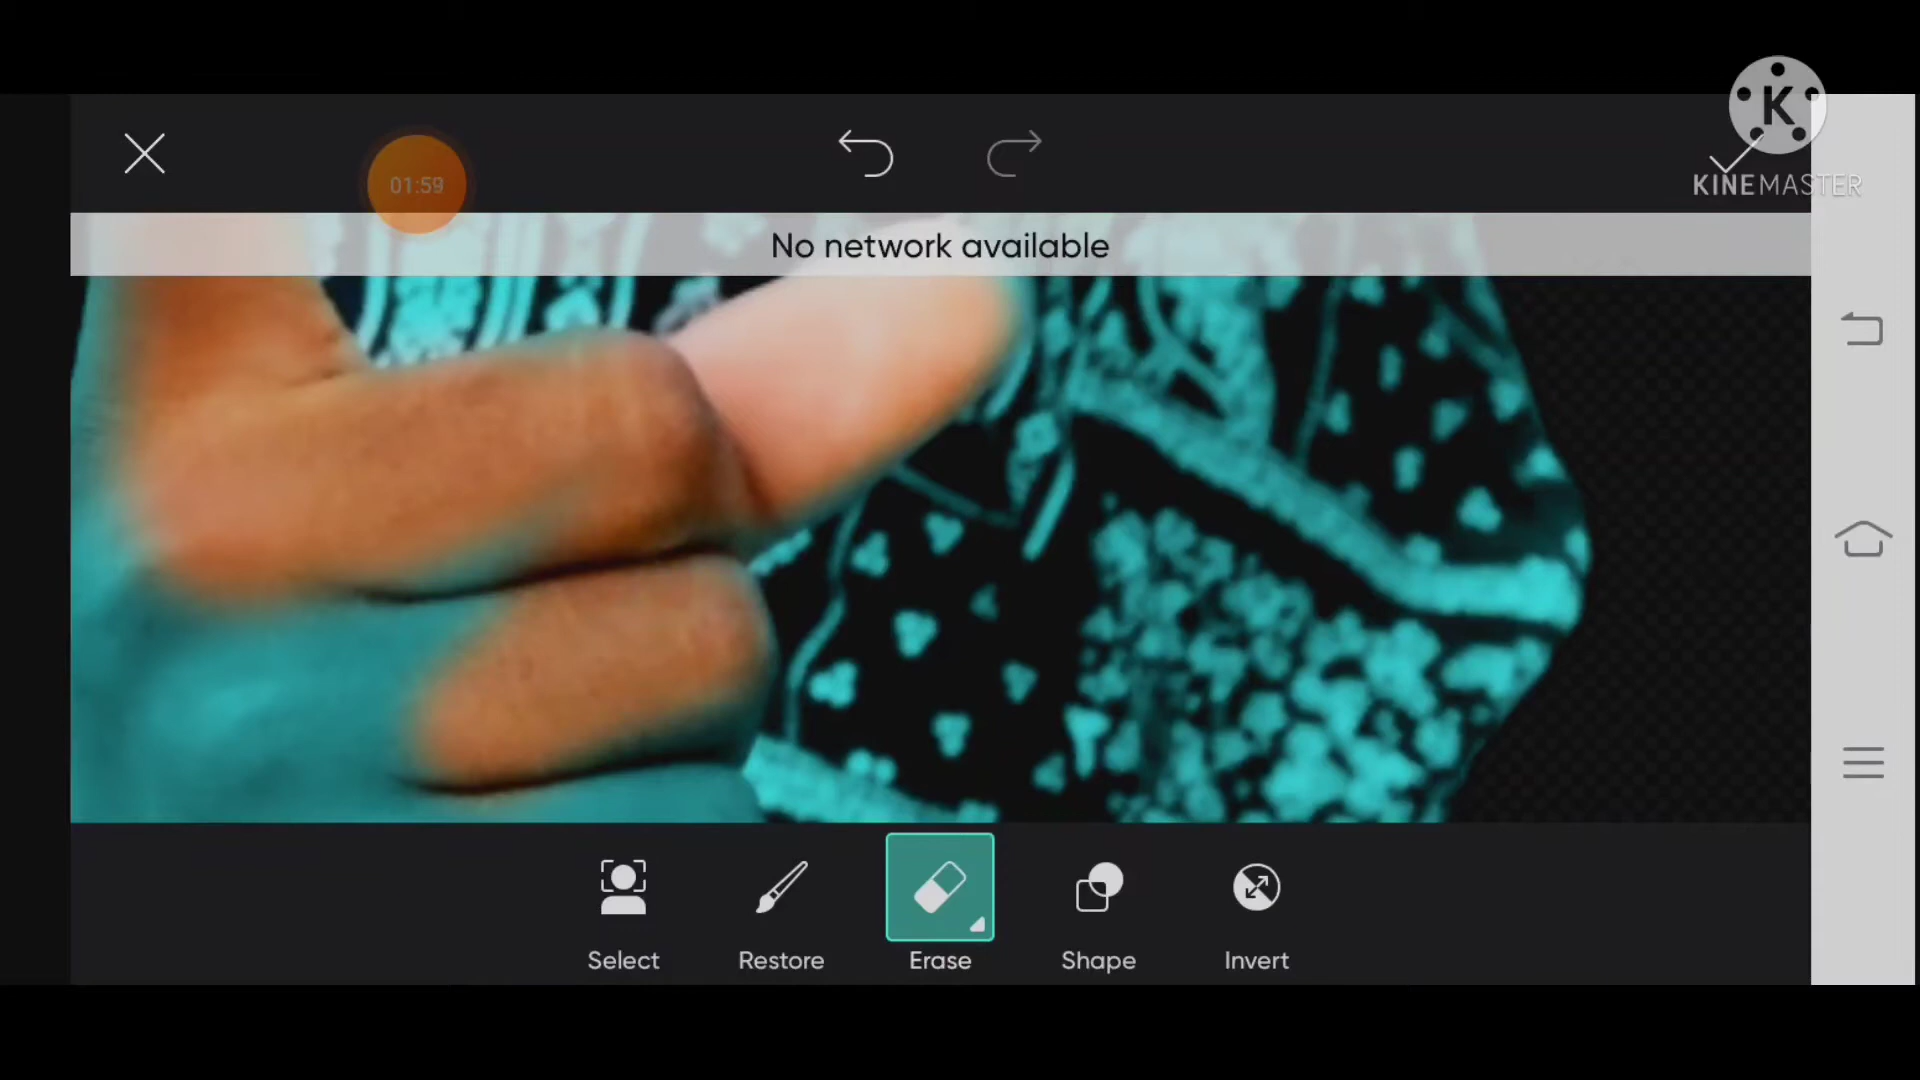 K
01:59
KINEMASTER
No network available
Select
Restore
Erase
Shape
Invert